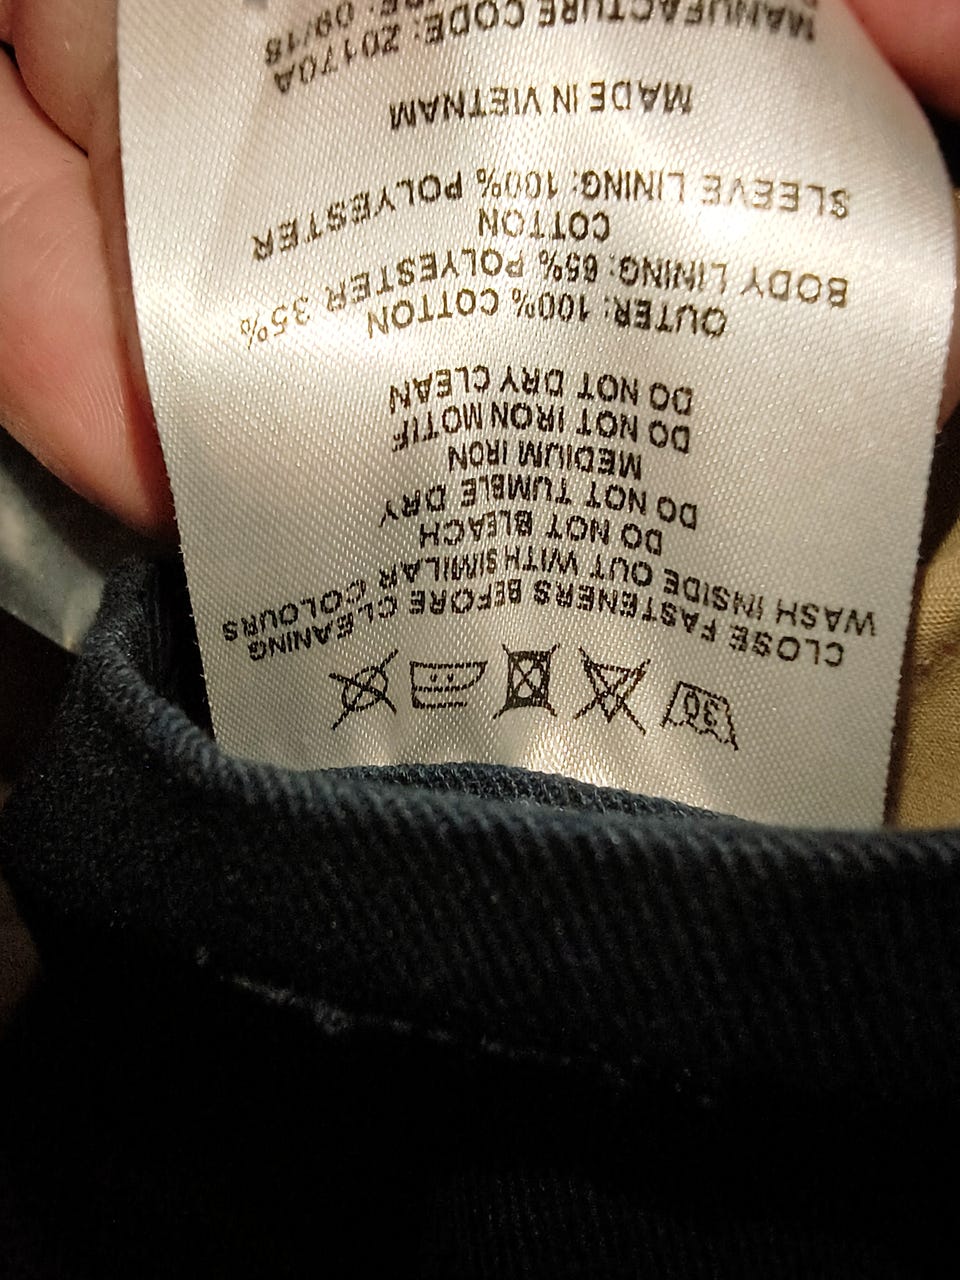 30
CLOSE FASTENERS BEFORE CLEANING
WASH INSIDE OUT WITH SIMILAR COLOURS
DO NOT BLEACH
DO NOT TUMBLE DRY
MEDIUM IRON
DO NOT IRON MOTIF
DO NOT DRY CLEAN
OUTER: 100% COTTON
BODY LINING: 65% POLYESTER 35%
COTTON
SLEEVE LINING: 100% POLYESTER
MADE IN VIETNAM
MANUFACTURE CODE: Z0170A
09/18